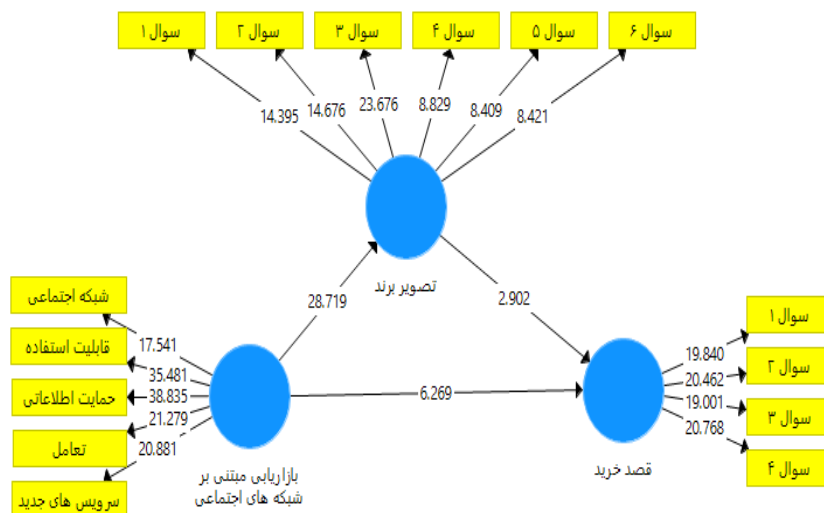 سوال ۱
سوال ۲
سوال ۳
سوال ۴
سوال ۵
سوال ۶
14.395
14.676
23.676
8.829
8.409
8.421
تصویر برند
28.719
2.902
شبکه اجتماعی
قابلیت استفاده
حمایت اطلاعاتی
تعامل
سرویس های جدید
17.541
35.481
38.835
21.279
20.881
بازاریابی مبتنی بر
شبکه های اجتماعی
6.269
قصد خرید
19.840
20.462
19.001
20.768
سوال ۱
سوال ۲
سوال ۳
سوال ۴